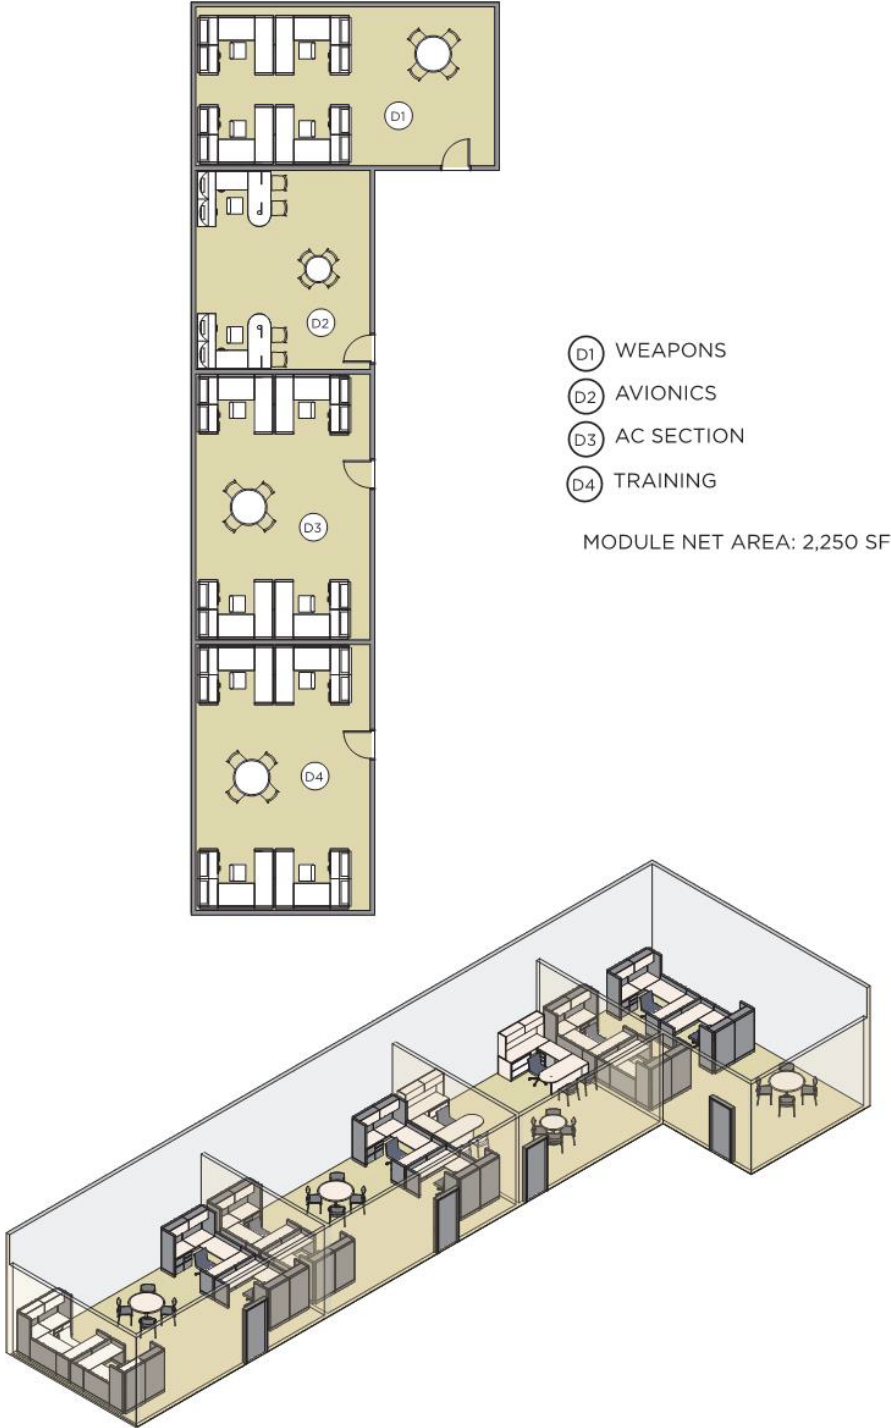 D1
D2
D3
D4
D1 WEAPONS
D2 AVIONICS
D3 AC SECTION
D4 TRAINING
MODULE NET AREA: 2,250 SF